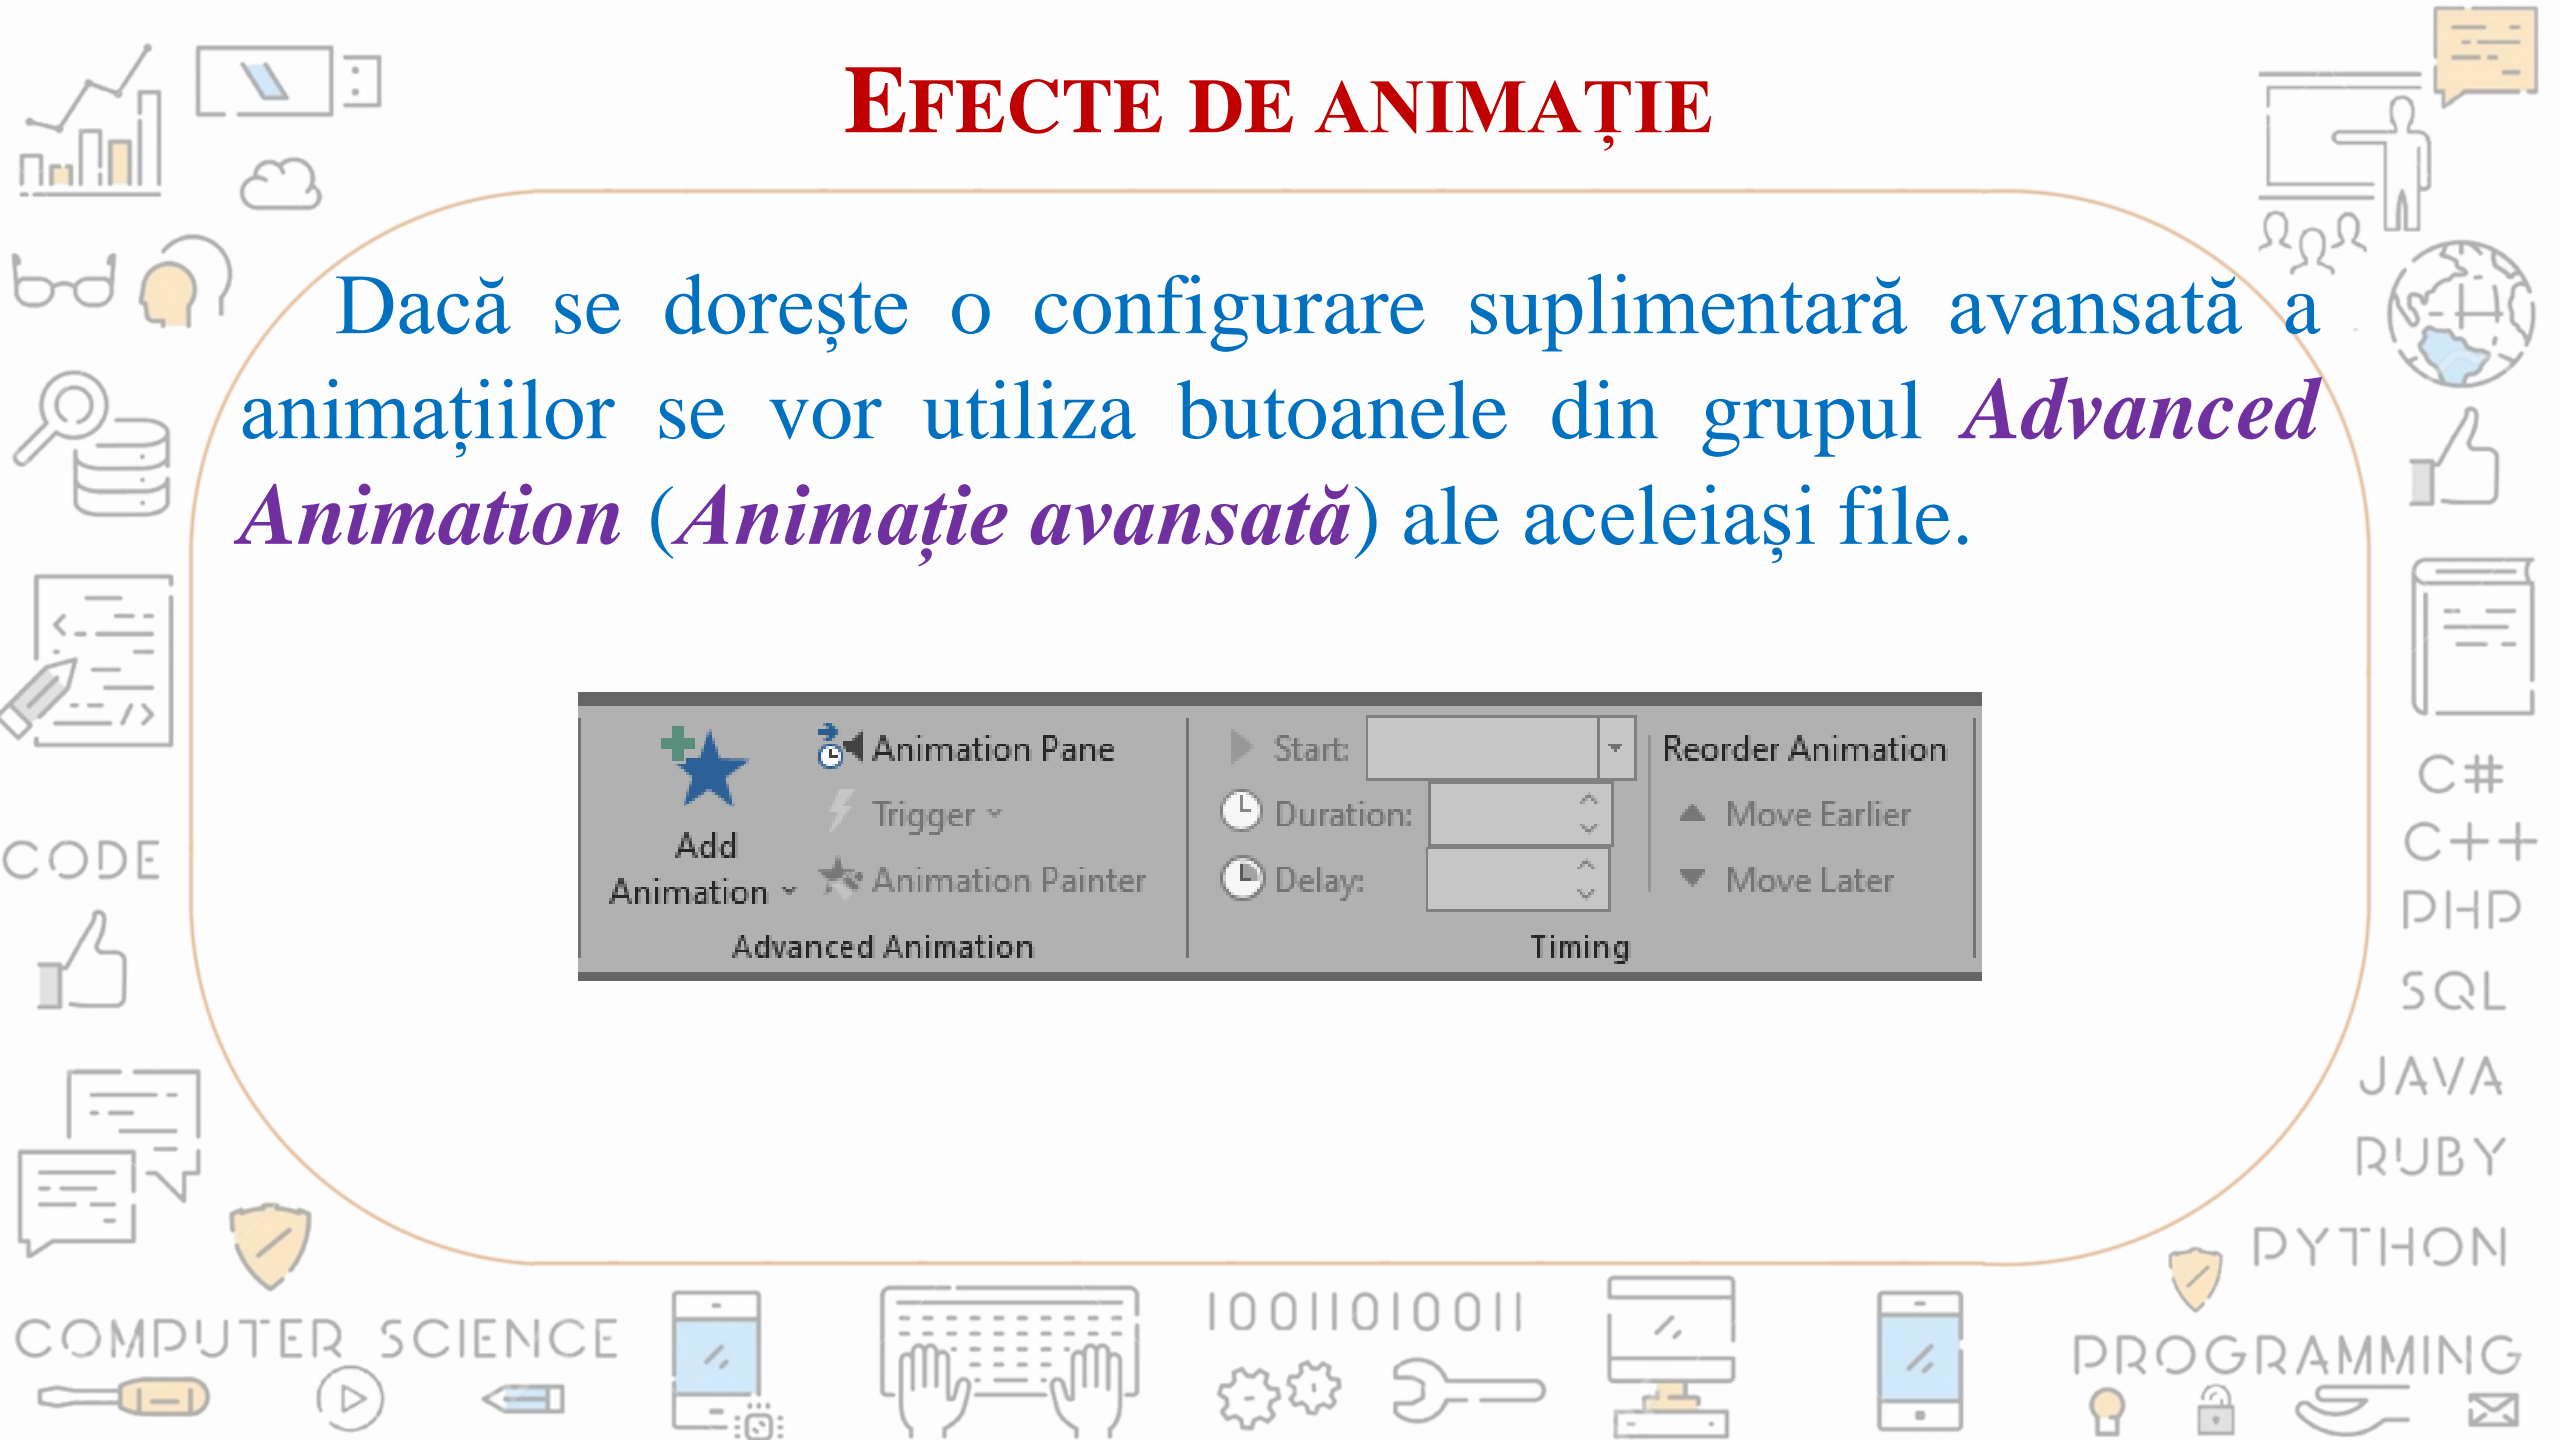 EFECTE DE ANIMAȚIE
Dacă se dorește o configurare suplimentară avansată a
animațiilor se vor utiliza butoanele din grupul Advanced
Animation (Animație avansată) ale aceleiași file.
Add
Animation
Animation Pane
Trigger
Animation Painter
Advanced Animation
Start:
Duration:
Delay:
Reorder Animation
Move Earlier
Move Later
Timing
CODE
C#
C++
PHP
SQL
JAVA
RUBY
PYTHON
COMPUTER SCIENCE
10011010011
PROGRAMMING